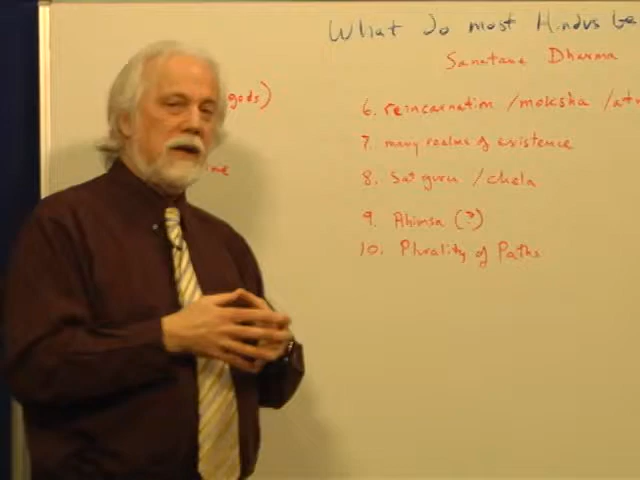 What do most Hindus be
Sanatana Dharma
gods)
6. reincarnation / moksha / atm
7. many realms of existence
me
8. Sat guru / chela
9. Ahimsa (?)
10. Plurality of Paths